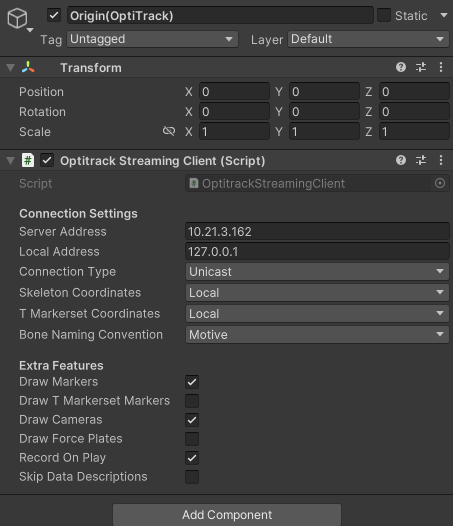 Origin(OptiTrack) Static
Tag Untagged Layer Default
Transform
Position X 0 Y 0 Z 0
Rotation X 0 Y 0 Z 0
Scale X 1 Y 1 Z 1
# Optitrack Streaming Client (Script)
Script # OptitrackStreamingClient
Connection Settings
Server Address 10.21.3.162
Local Address 127.0.0.1
Connection Type Unicast
Skeleton Coordinates Local
T Markerset Coordinates Local
Bone Naming Convention Motive
Extra Features
Draw Markers
Draw T Markerset Markers
Draw Cameras
Draw Force Plates
Record On Play
Skip Data Descriptions
Add Component